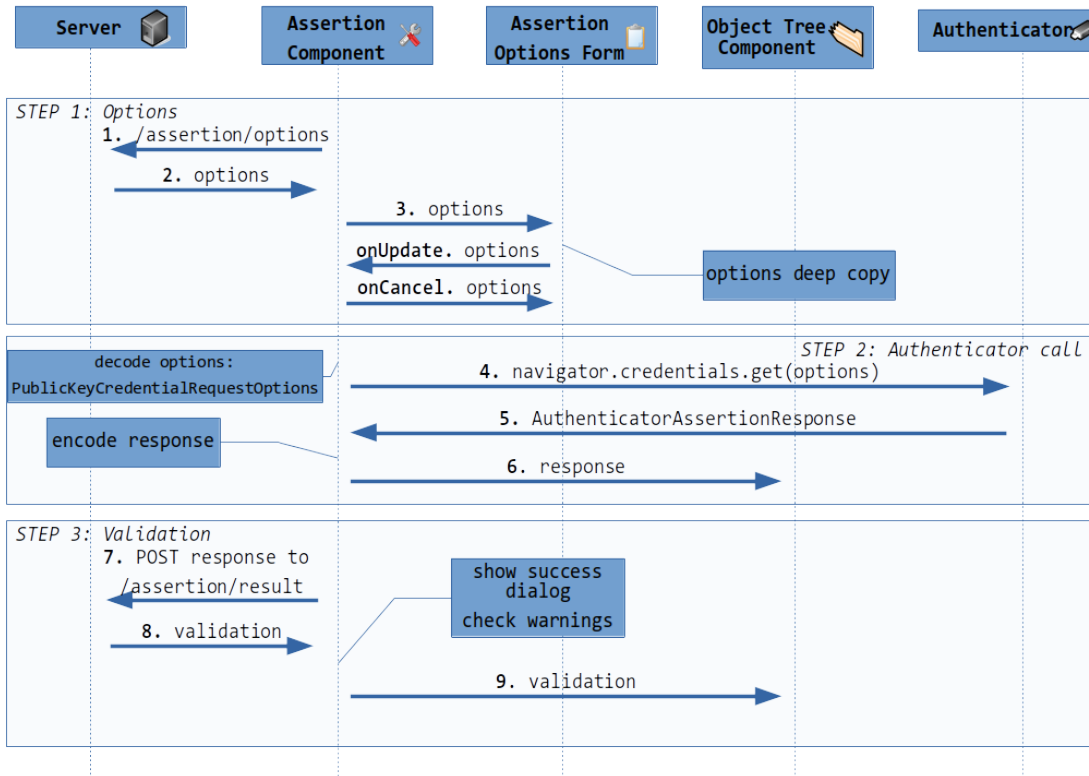 Server
Assertion
Component
Assertion
Options Form
Object Tree
Component
Authenticator
STEP 1: Options
1. /assertion/options
2. options
3. options
onUpdate. options
onCancel. options
options deep copy
STEP 2: Authenticator call
decode options:
PublicKeyCredentialRequestOptions
4. navigator.credentials.get(options)
5. AuthenticatorAssertionResponse
encode response
6. response
STEP 3: Validation
7. POST response to
/assertion/result
show success
dialog
check warnings
8. validation
9. validation